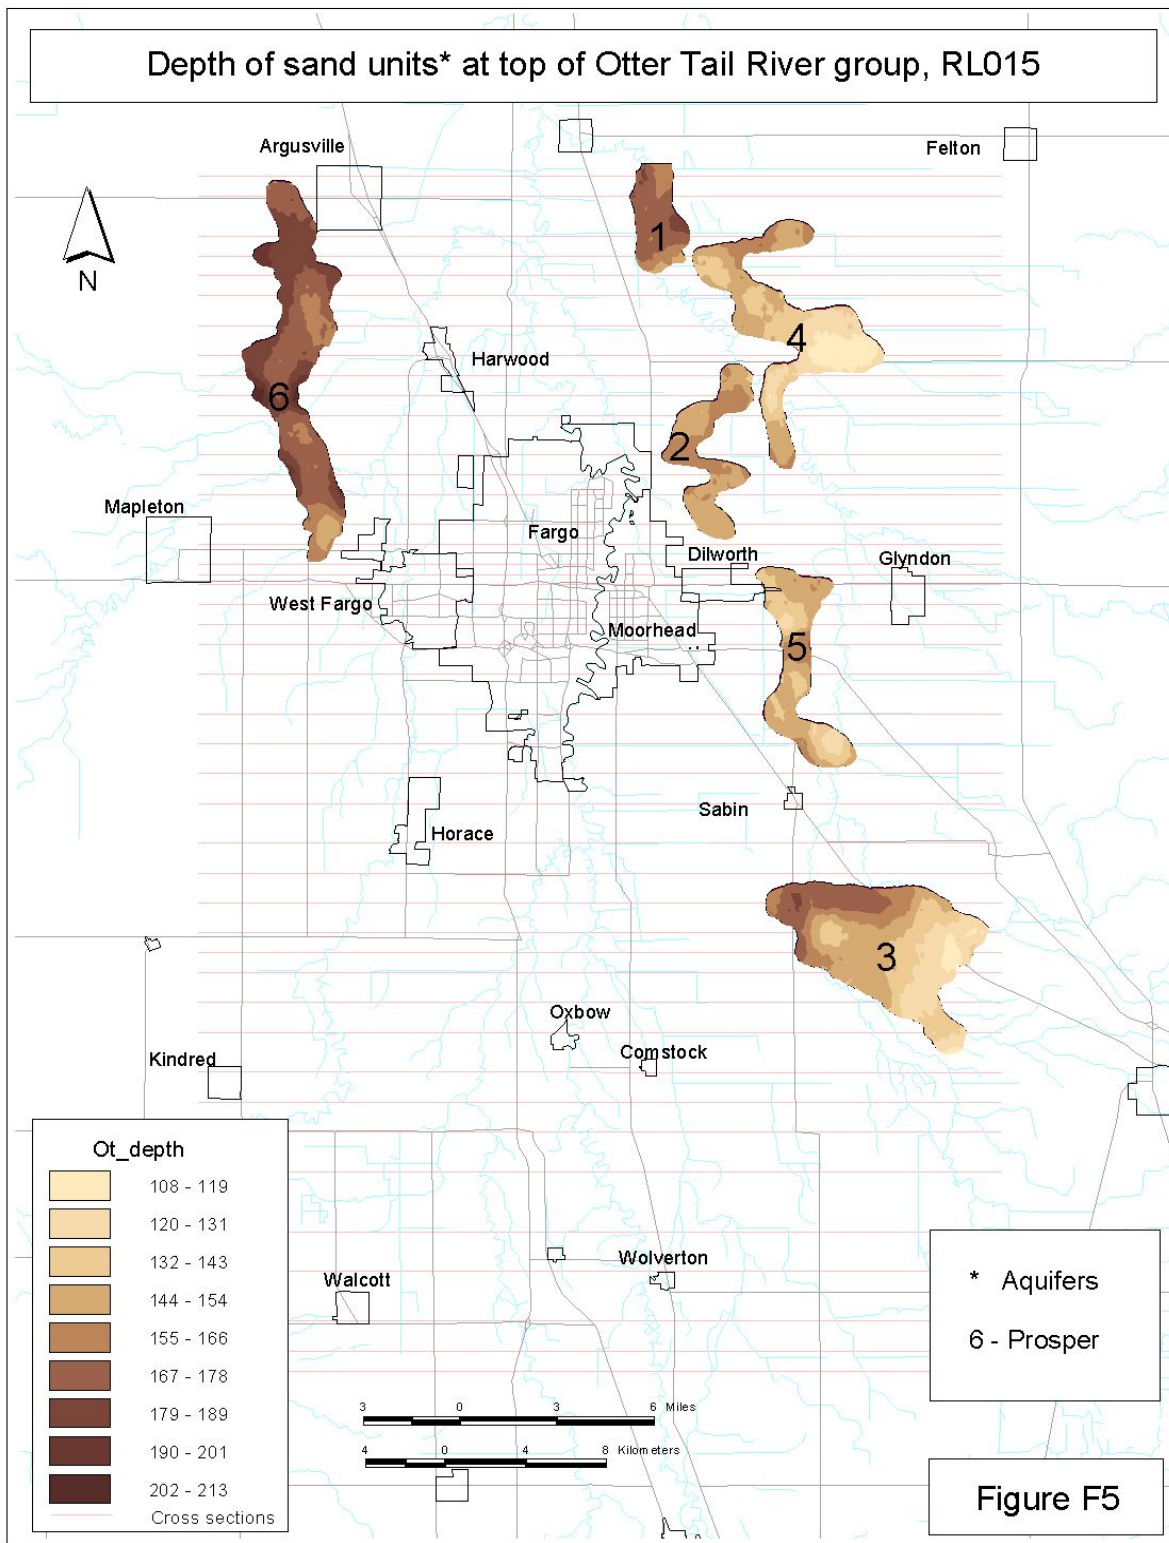 Depth of sand units* at top of Otter Tail River group, RL015
Argusville
Felton
N
1
4
Harwood
6
2
Mapleton
Fargo
Dilworth
Glyndon
West Fargo
Moorhead
5
Sabin
Horace
3
Oxbow
Comstock
Kindred
Ot_depth
108 - 119
120 - 131
132 - 143
144 - 154
155 - 166
167 - 178
179 - 189
190 - 201
202 - 213
Cross sections
Wolverton
Walcott
* Aquifers
6 - Prosper
3 0 3 6 Miles
4 0 4 8 Kilometers
Figure F5